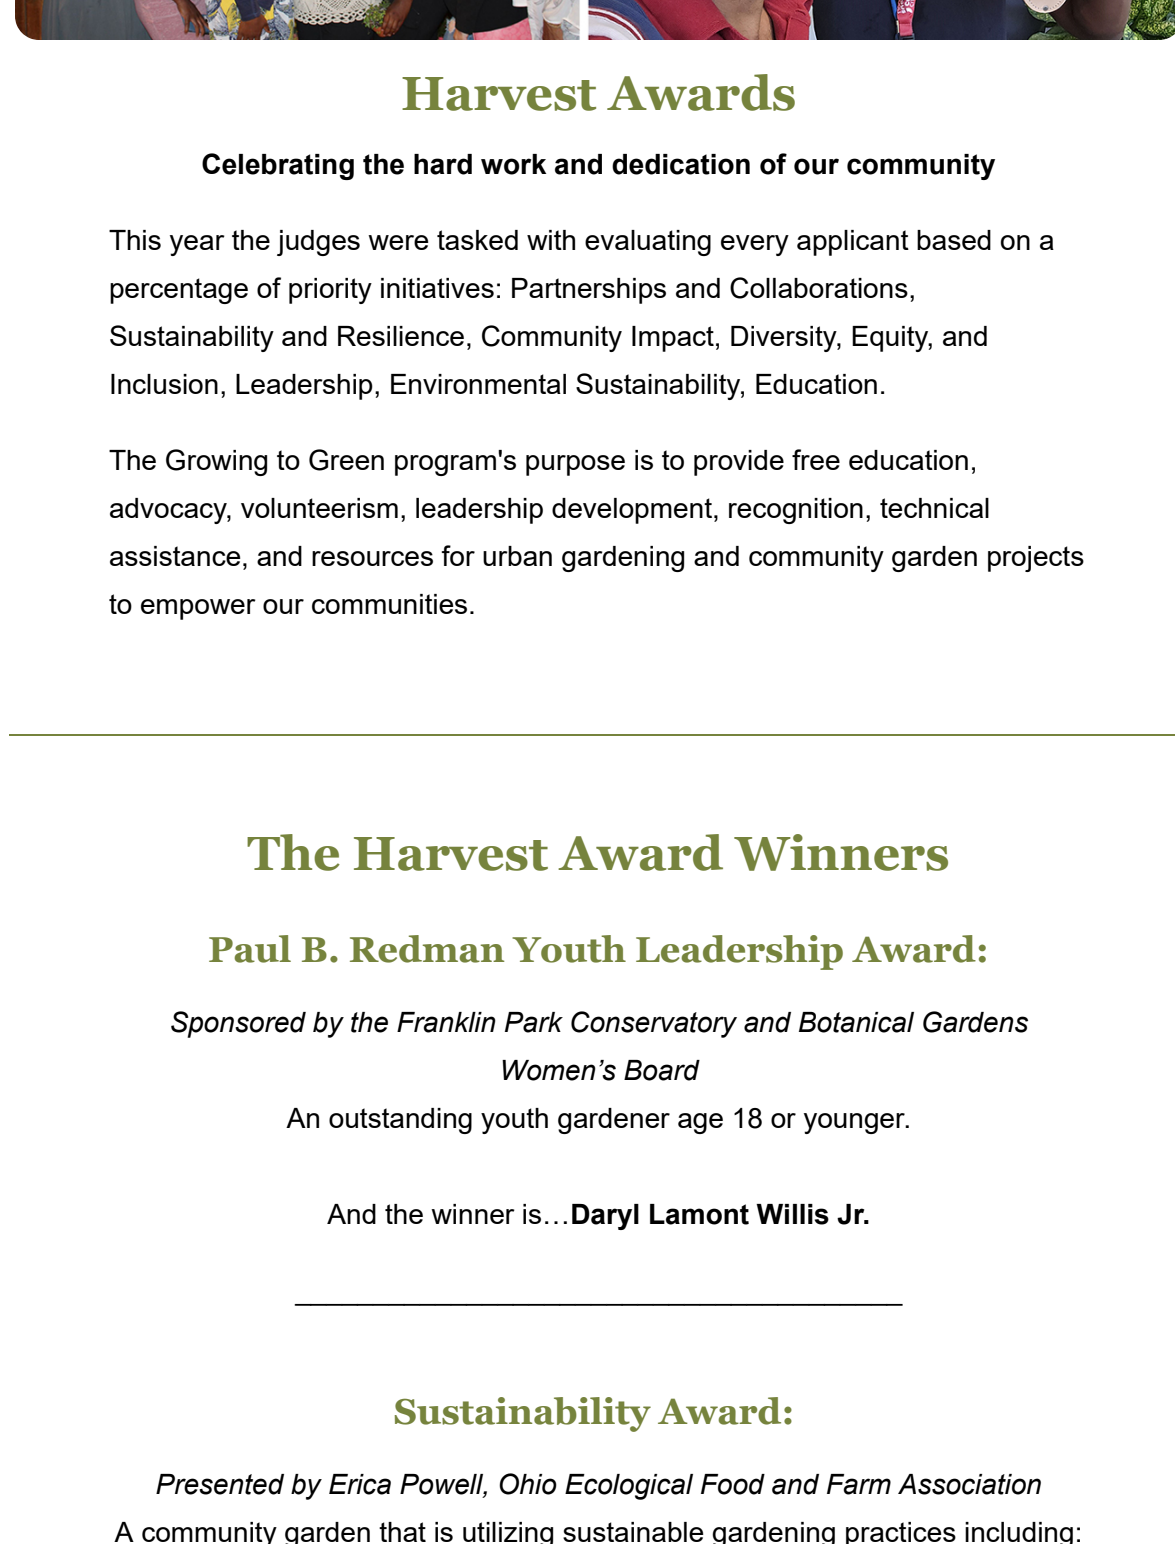 Harvest Awards
Celebrating the hard work and dedication of our community
This year the judges were tasked with evaluating every applicant based on a
percentage of priority initiatives: Partnerships and Collaborations,
Sustainability and Resilience, Community Impact, Diversity, Equity, and
Inclusion, Leadership, Environmental Sustainability, Education.
The Growing to Green program's purpose is to provide free education,
advocacy, volunteerism, leadership development, recognition, technical
assistance, and resources for urban gardening and community garden projects
to empower our communities.
The Harvest Award Winners
Paul B. Redman Youth Leadership Award:
Sponsored by the Franklin Park Conservatory and Botanical Gardens
Women’s Board
An outstanding youth gardener age 18 or younger.
And the winner is…Daryl Lamont Willis Jr.
Sustainability Award:
Presented by Erica Powell, Ohio Ecological Food and Farm Association
A community garden that is utilizing sustainable gardening practices including: